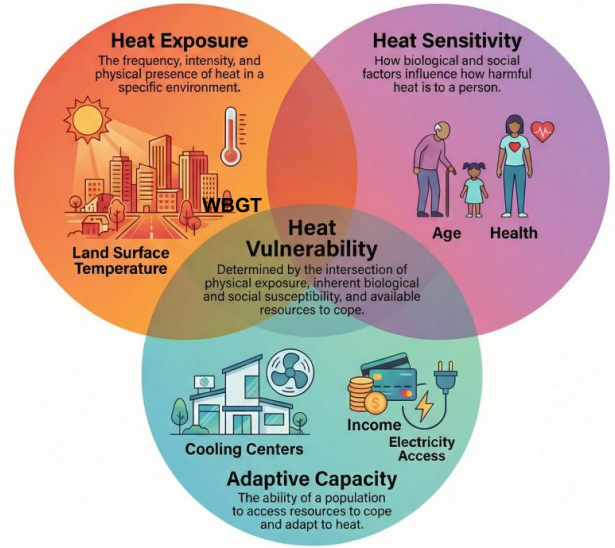 Heat Exposure
The frequency, intensity, and
physical presence of heat in a
specific environment.
WBGT
Land Surface
Temperature
Heat Sensitivity
How biological and social
factors influence how harmful
heat is to a person.
Age
Health
Heat
Vulnerability
Determined by the intersection of
physical exposure, inherent biological
and social susceptibility, and available
resources to cope.
Cooling Centers
$
Income
Electricity
Access
Adaptive Capacity
The ability of a population
to access resources to cope
and adapt to heat.